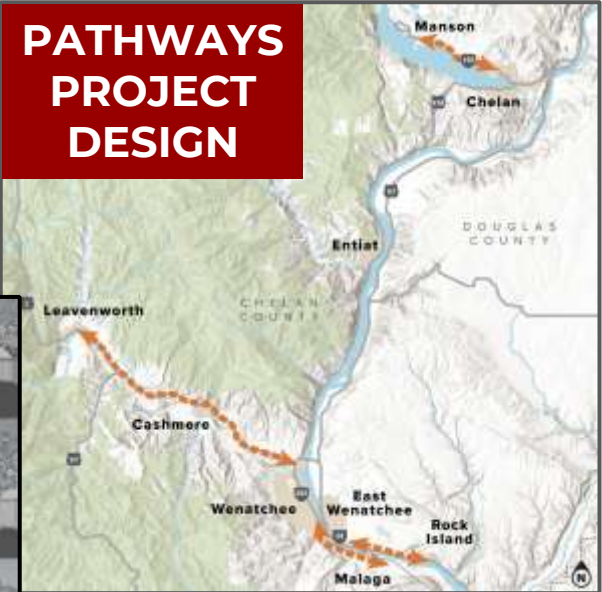 PATHWAYS
PROJECT
DESIGN
Manson
Chelan
DOUGLAS
COUNTY
Entiat
CHELAN
COUNTY
Leavenworth
Cashmere
Wenatchee
East
Wenatchee
Rock
Island
Malaga
N